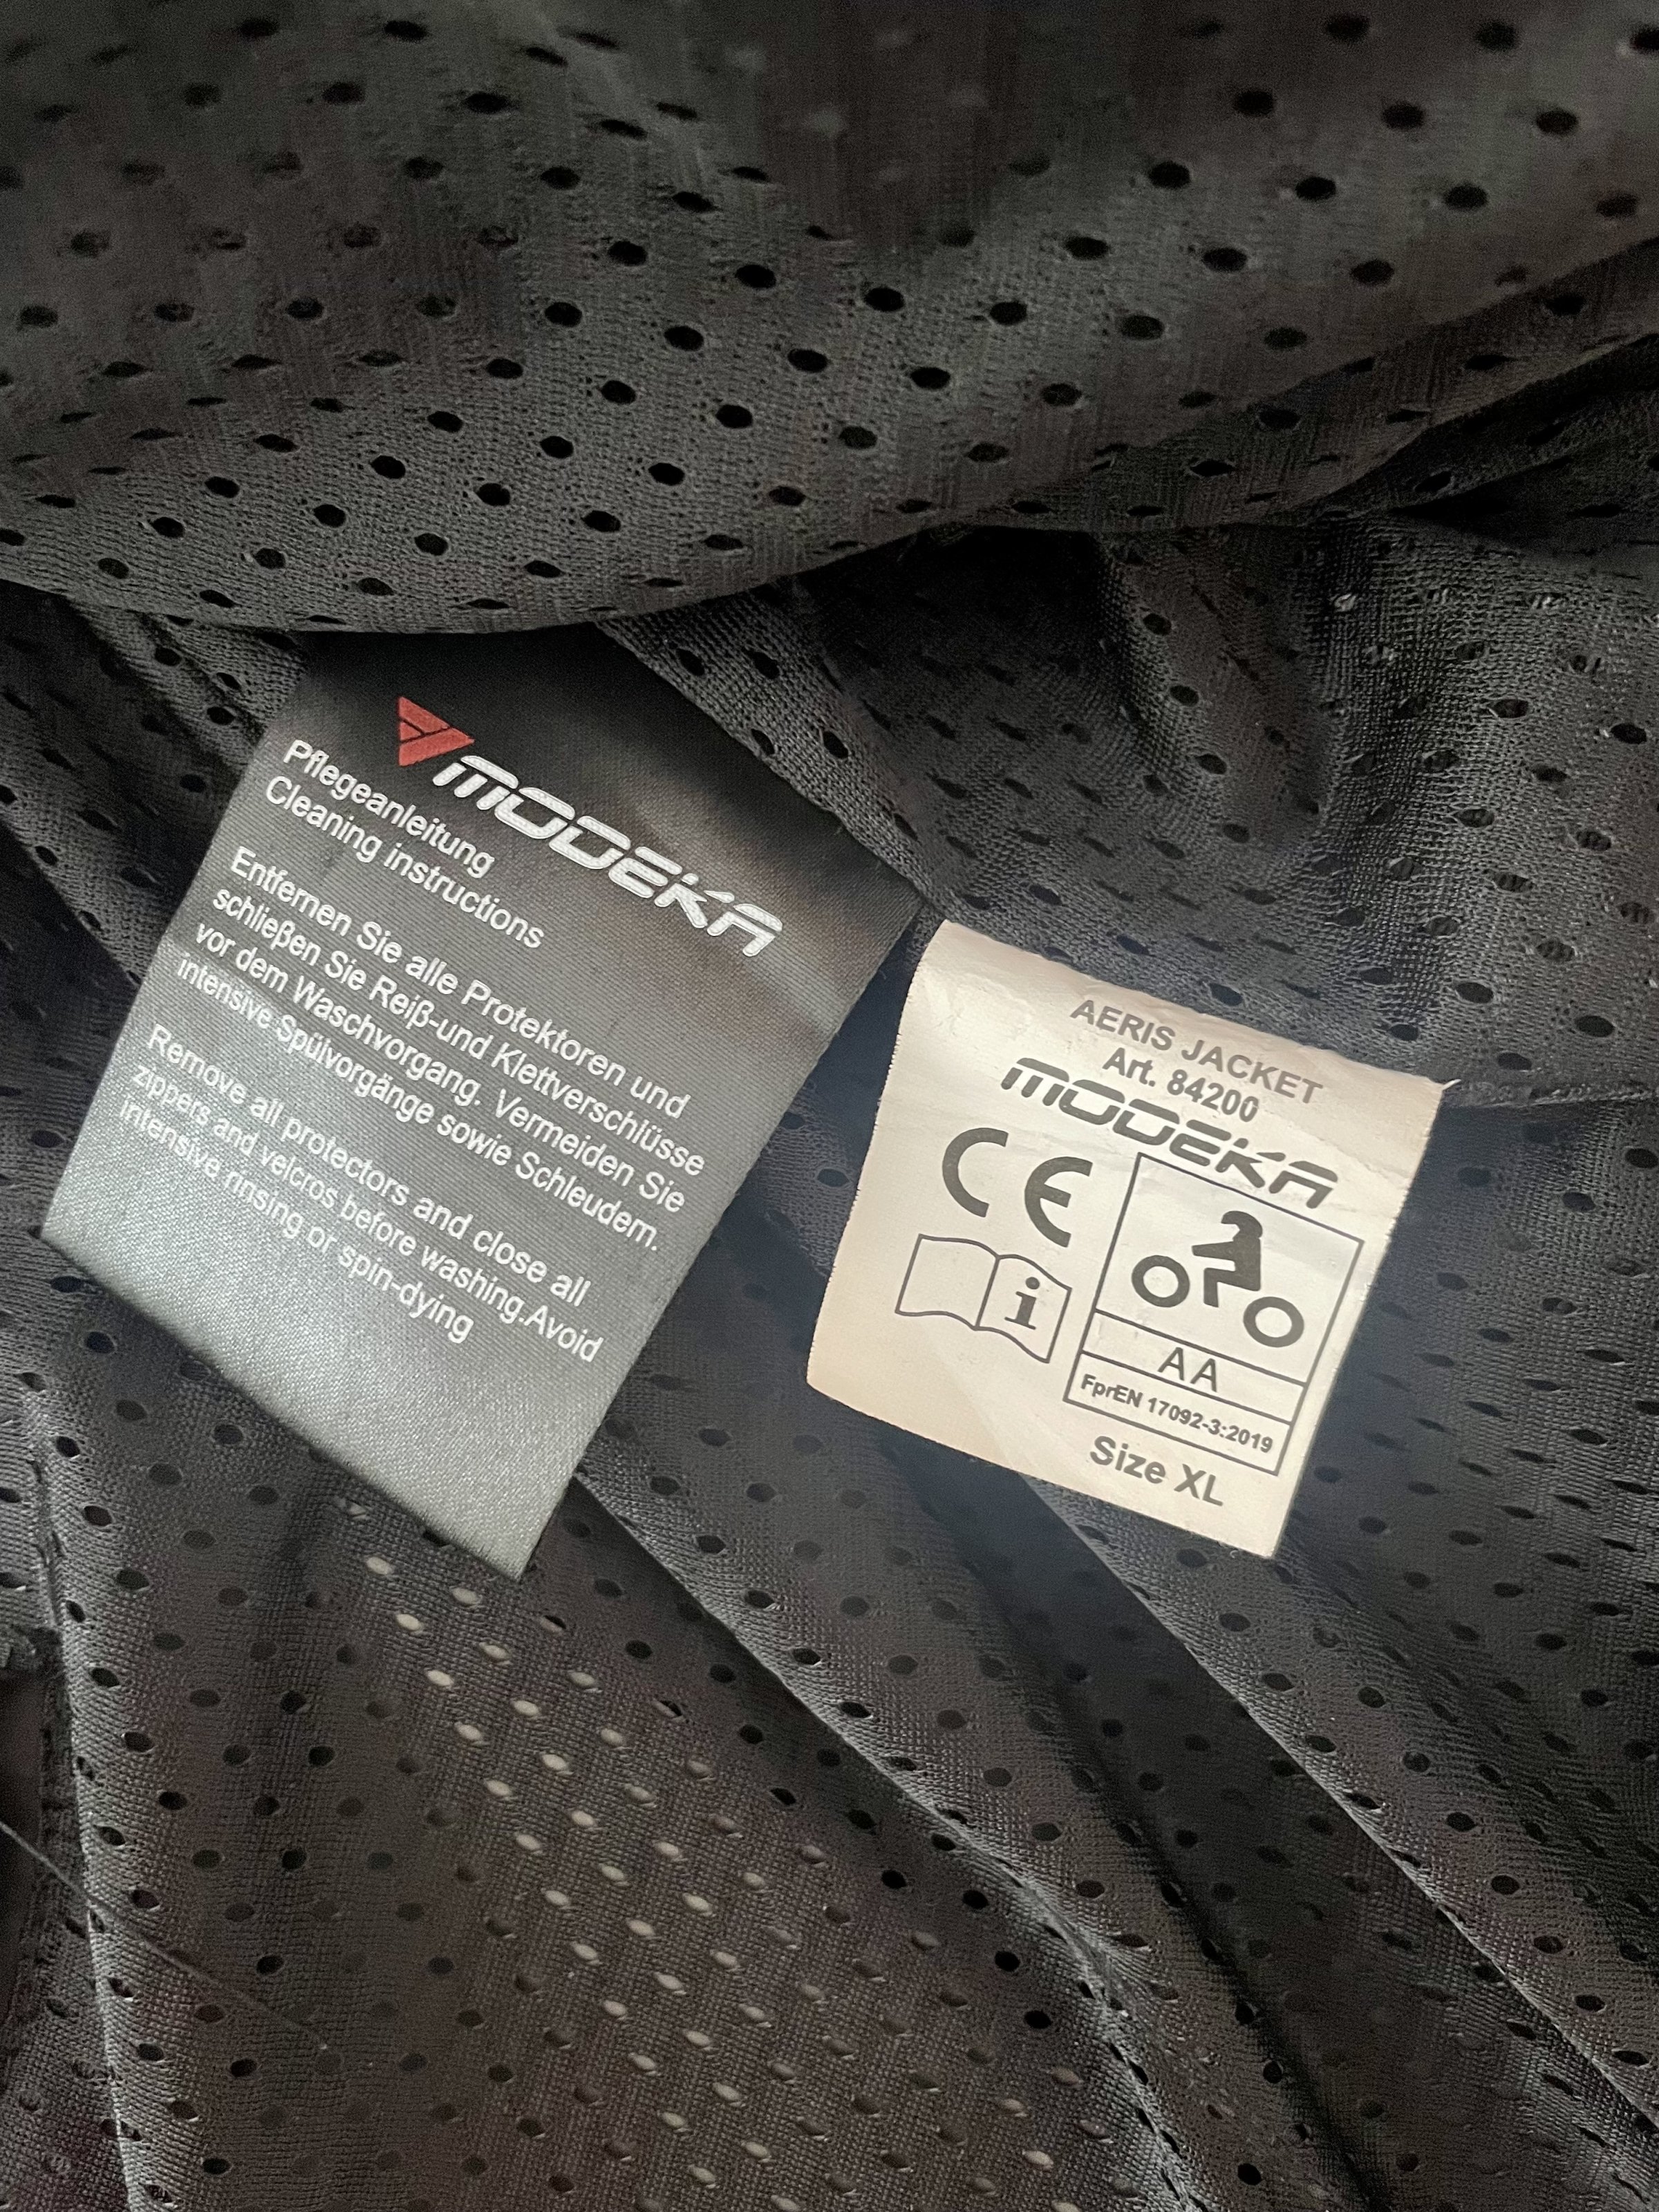 MODEKA
Pflegeanleitung
Cleaning instructions
Entfernen Sie alle Protektoren und
schließen Sie Reiß-und Klettverschlüsse
vor dem Waschvorgang. Vermeiden Sie
intensive Spülvorgänge sowie Schleudern.
Remove all protectors and close all
zippers and velcros before washing.Avoid
intensive rinsing or spin-dying
AERIS JACKET
Art. 84200
MODEKA
CE
i
AA
FprEN 17092-3:2019
Size XL